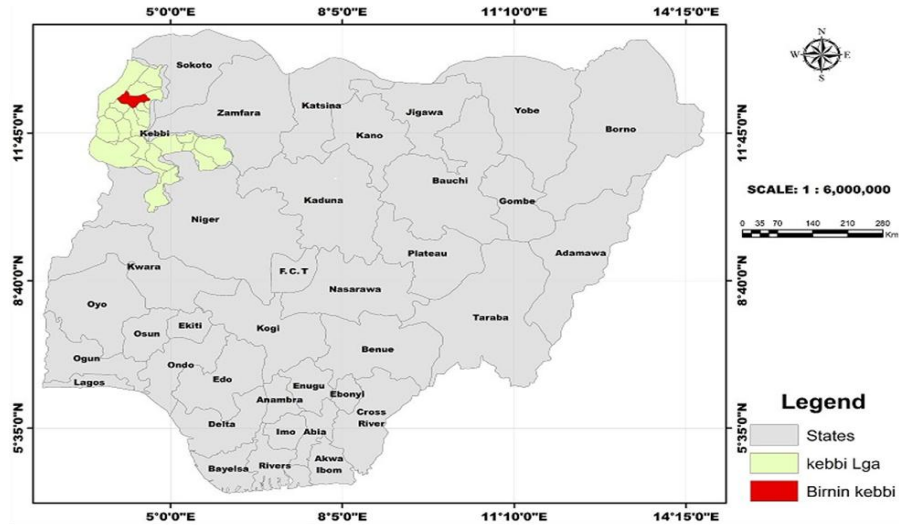 5°0'0"E 8°5'0"E 11°10'0"E 14°15'0"E
N
W E
S
Sokoto
Zamfara
Katsina
Jigawa
Yobe
Borno
Kano
Kebbi
11°45'0"N
11°45'0"N
Bauchi
Gombe
Kaduna
Niger
SCALE: 1 : 6,000,000
0 35 70 140 210 280
Km
Plateau
Adamawa
Kwara
F.C.T
Nasarawa
8°40'0"N
8°40'0"N
Oyo
Taraba
Osun
Ekiti
Kogi
Benue
Ogun
Ondo
Lagos
Edo
Enugu
Anambra
Ebonyi
Cross
River
Delta
Imo
Abia
5°35'0"N
5°35'0"N
Bayelsa
Rivers
Akwa
Ibom
Legend
States
kebbi Lga
Birnin kebbi
5°0'0"E 8°5'0"E 11°10'0"E 14°15'0"E